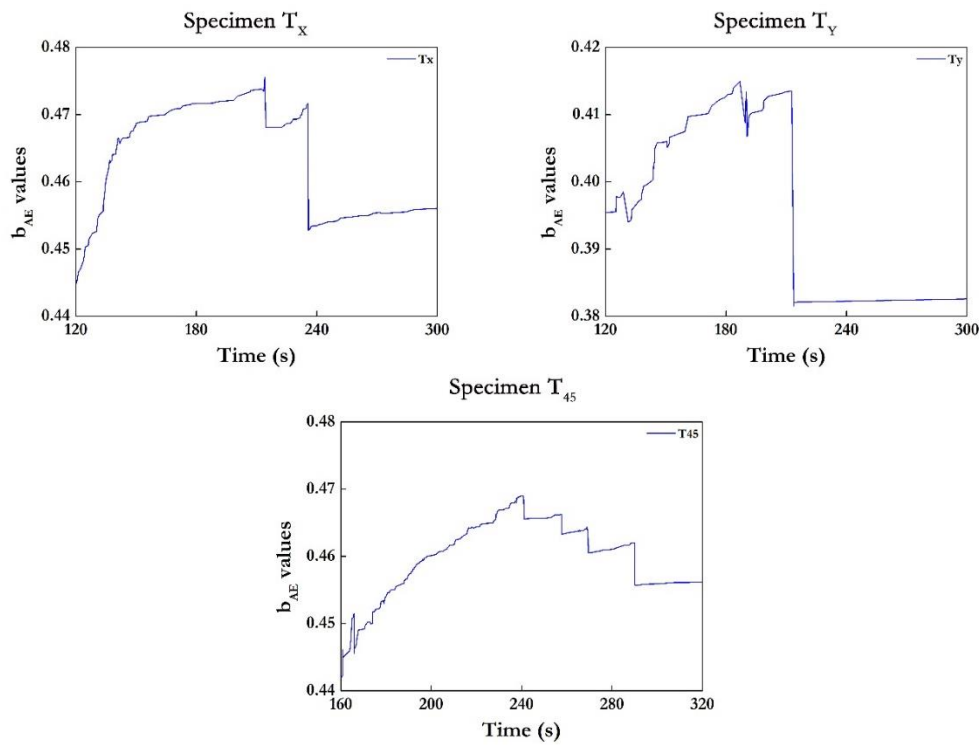 Specimen T_X
Specimen T_Y
0.48
0.47
0.46
0.45
0.44
b_AE values
Tx
120
180
240
300
Time (s)
0.42
0.41
0.40
0.39
0.38
b_AE values
Ty
120
180
240
300
Time (s)
Specimen T_45
0.48
0.47
0.46
0.45
0.44
b_AE values
T45
160
200
240
280
320
Time (s)